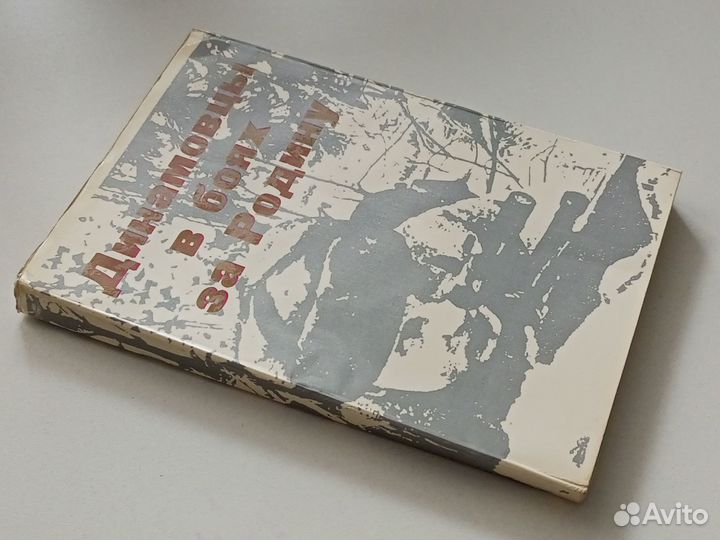 Динамовцы
в боях
за Родину
Avito